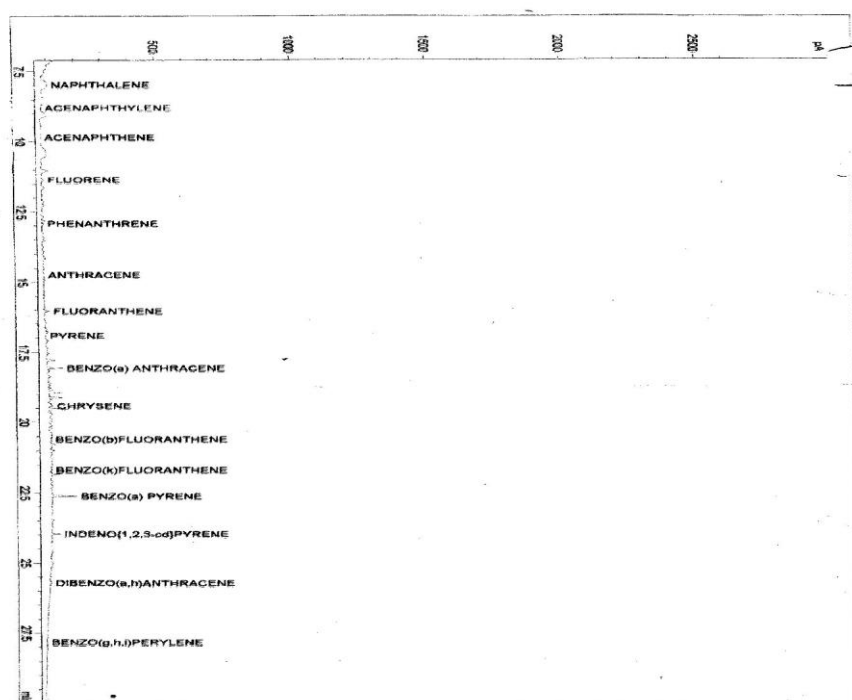 500
1000
1500
2000
2500
pA
7.5
NAPHTHALENE
ACENAPHTHYLENE
ACENAPHTHENE
10
FLUORENE
12.5
PHENANTHRENE
ANTHRACENE
15
FLUORANTHENE
PYRENE
17.5
BENZO(a) ANTHRACENE
CHRYSENE
20
BENZO(b)FLUORANTHENE
BENZO(k)FLUORANTHENE
22.5
BENZO(a) PYRENE
INDENO(1,2,3-cd)PYRENE
25
DIBENZO(a,h)ANTHRACENE
27.5
BENZO(g,h,i)PERYLENE